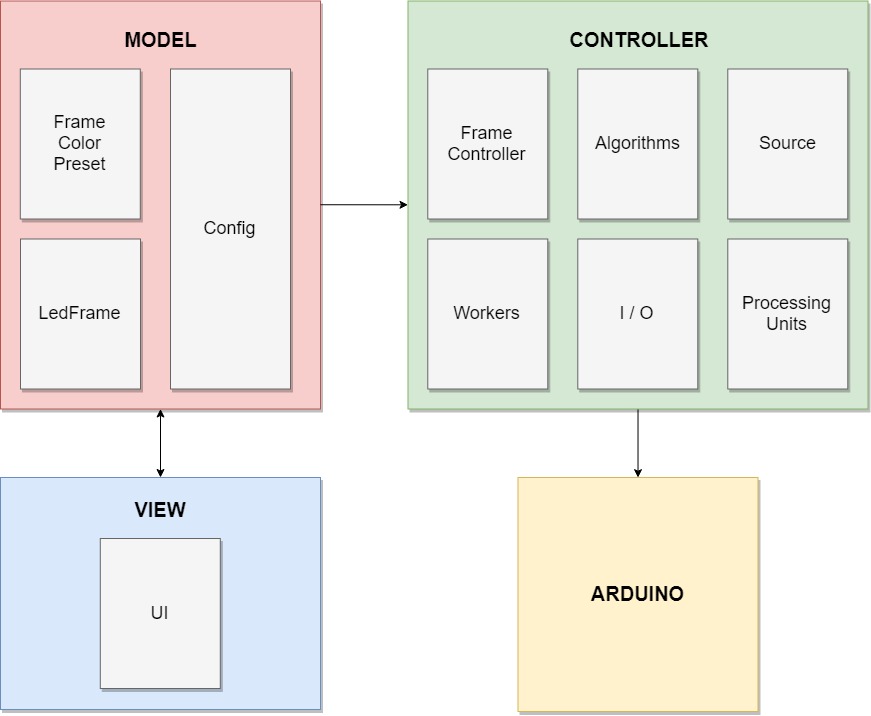 MODEL
Frame
Color
Preset
Config
LedFrame
CONTROLLER
Frame
Controller
Algorithms
Source
Workers
I / O
Processing
Units
VIEW
UI
ARDUINO